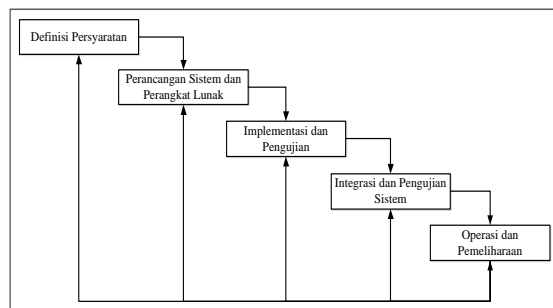 Definisi Persyaratan
Perancangan Sistem dan
Perangkat Lunak
Implementasi dan
Pengujian
Integrasi dan Pengujian
Sistem
Operasi dan
Pemeliharaan